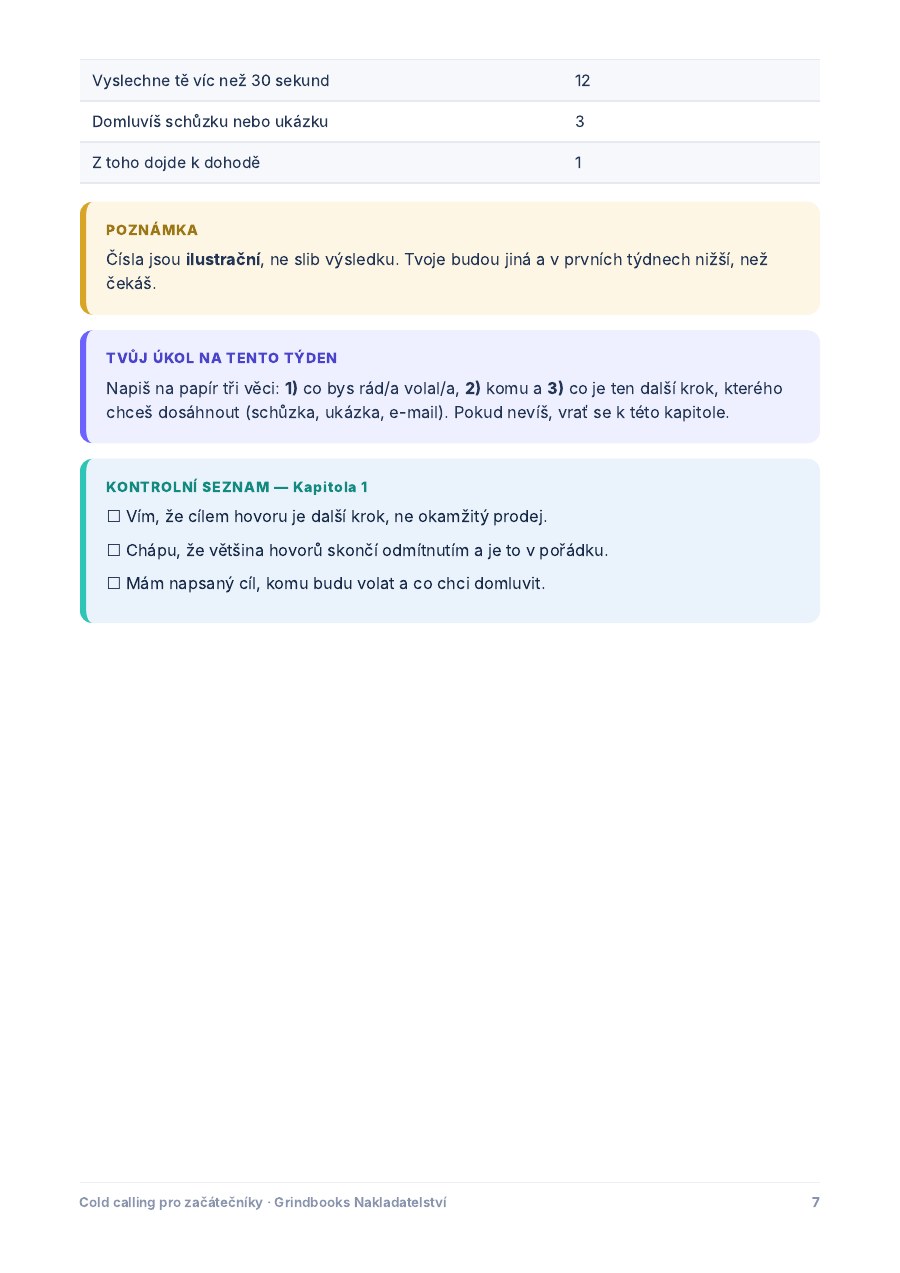 Vyslechne tě víc než 30 sekund 12
Domluvíš schůzku nebo ukázku 3
Z toho dojde k dohodě 1
POZNÁMKA
Čísla jsou ilustrační, ne slib výsledku. Tvoje budou jiná a v prvních týdnech nižší, než
čekáš.
TVŮJ ÚKOL NA TENTO TÝDEN
Napiš na papír tři věci: 1) co bys rád/a volal/a, 2) komu a 3) co je ten další krok, kterého
chceš dosáhnout (schůzka, ukázka, e-mail). Pokud nevíš, vrať se k této kapitole.
KONTROLNÍ SEZNAM — Kapitola 1
☐ Vím, že cílem hovoru je další krok, ne okamžitý prodej.
☐ Chápu, že většina hovorů skončí odmítnutím a je to v pořádku.
☐ Mám napsaný cíl, komu budu volat a co chci domluvit.
Cold calling pro začátečníky · Grindbooks Nakladatelství 7